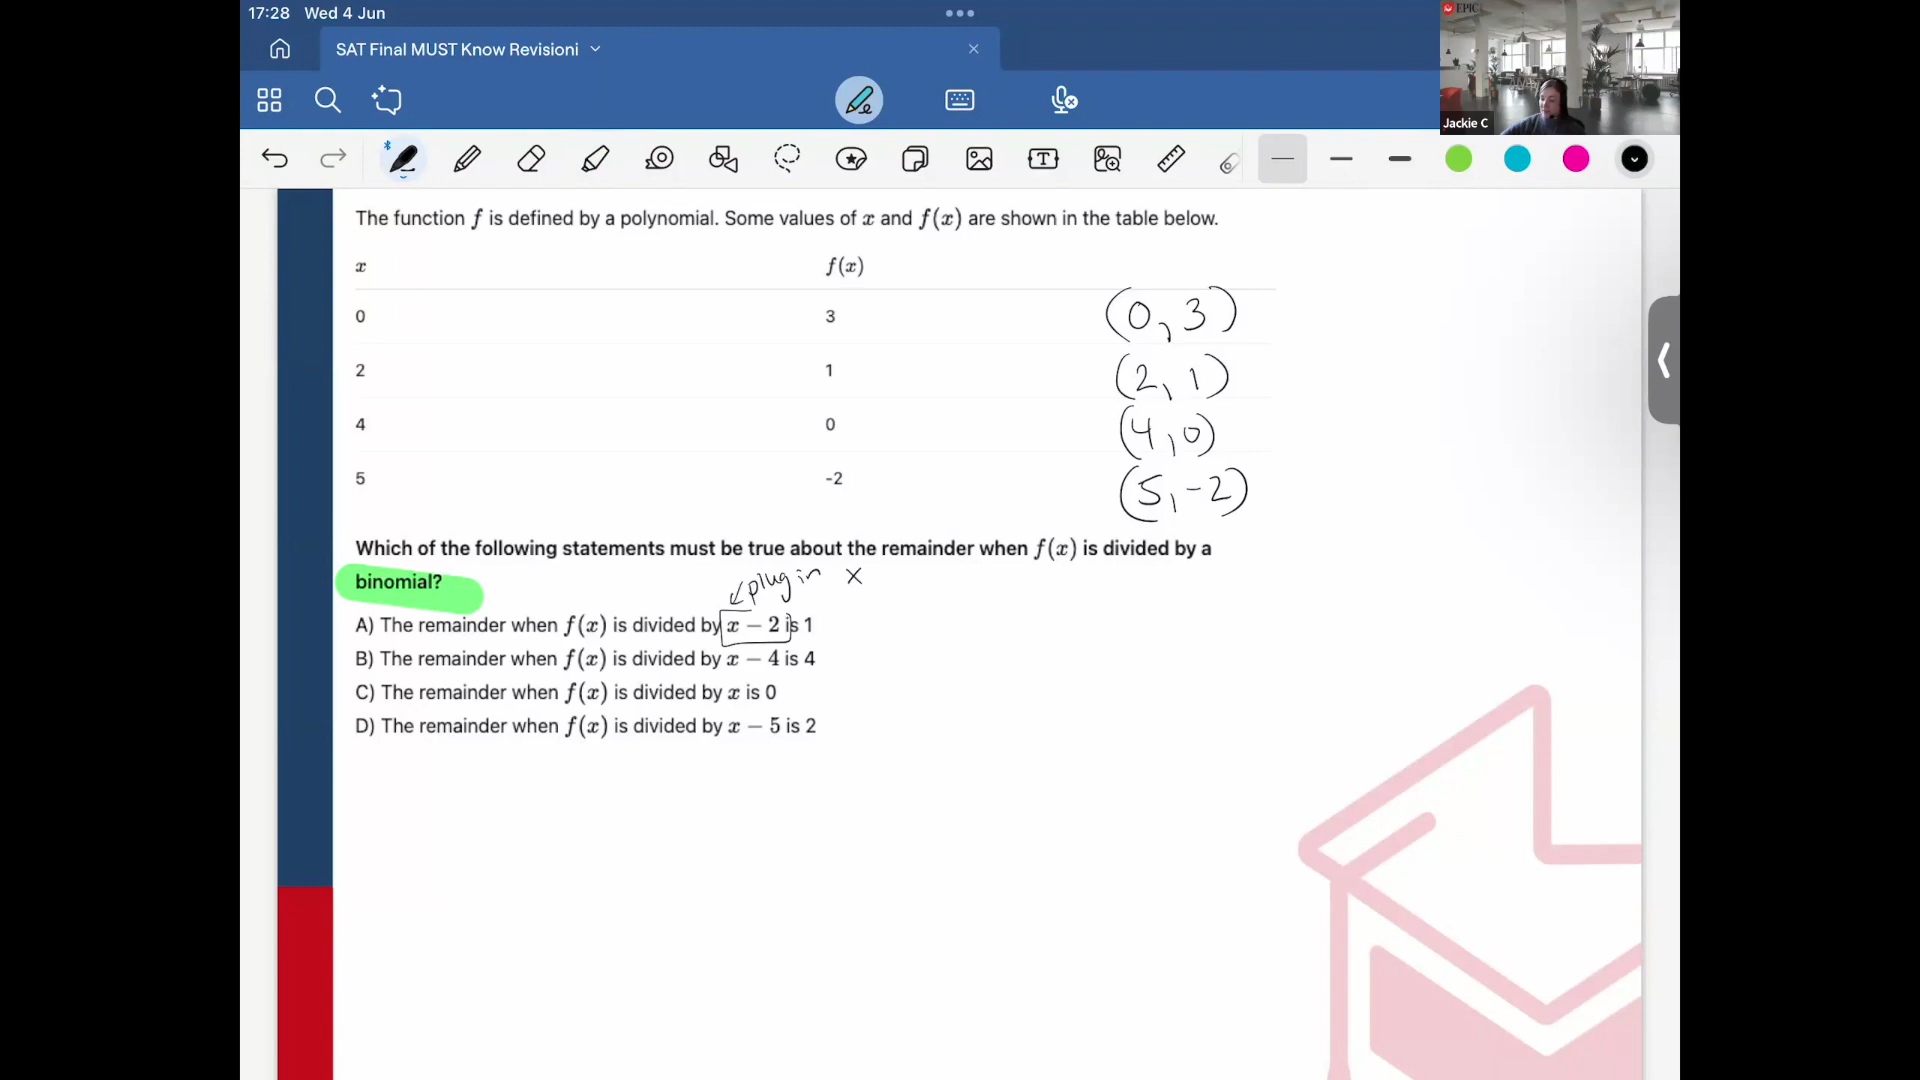 17:28 Wed 4 Jun
SAT Final MUST Know Revisioni
EPIC
Jackie C
The function f is defined by a polynomial. Some values of x and f(x) are shown in the table below.
x f(x)
0 3 (0, 3)
2 1 (2, 1)
4 0 (4, 0)
5 -2 (5, -2)
Which of the following statements must be true about the remainder when f(x) is divided by a
binomial?
plug in x
A) The remainder when f(x) is divided by x − 2 is 1
B) The remainder when f(x) is divided by x − 4 is 4
C) The remainder when f(x) is divided by x is 0
D) The remainder when f(x) is divided by x − 5 is 2